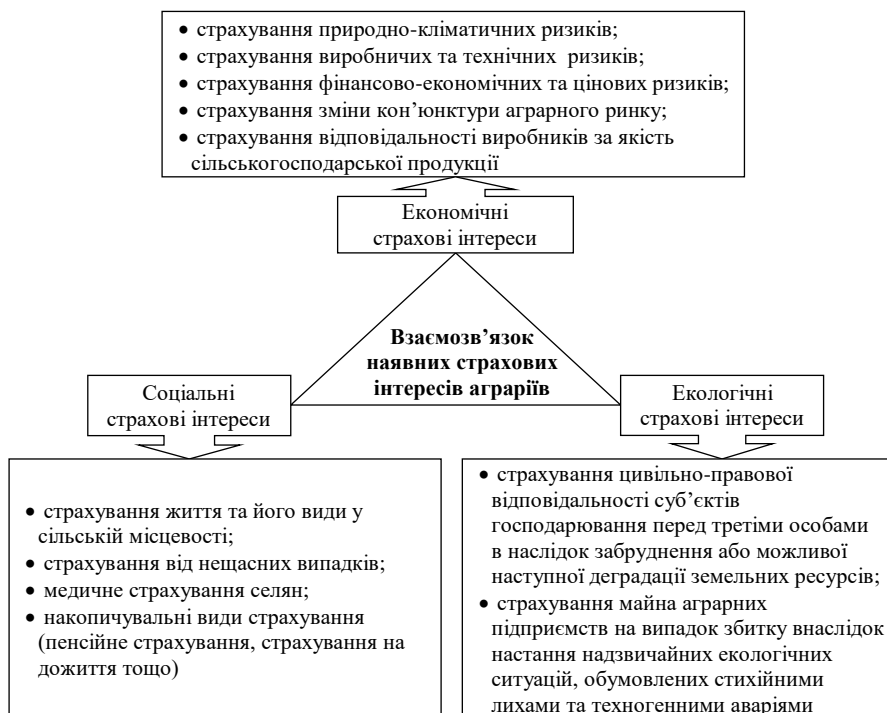 • страхування природно-кліматичних ризиків;
• страхування виробничих та технічних ризиків;
• страхування фінансово-економічних та цінових ризиків;
• страхування зміни кон’юнктури аграрного ринку;
• страхування відповідальності виробників за якість
сільськогосподарської продукції
Економічні
страхові інтереси
Взаємозв’язок
наявних страхових
інтересів аграріїв
Соціальні
страхові інтереси
Екологічні
страхові інтереси
• страхування життя та його види у
сільській місцевості;
• страхування від нещасних випадків;
• медичне страхування селян;
• накопичувальні види страхування
(пенсійне страхування, страхування на
дожиття тощо)
• страхування цивільно-правової
відповідальності суб’єктів
господарювання перед третіми особами
в наслідок забруднення або можливої
наступної деградації земельних ресурсів;
• страхування майна аграрних
підприємств на випадок збитку внаслідок
настання надзвичайних екологічних
ситуацій, обумовлених стихійними
лихами та техногенними аваріями